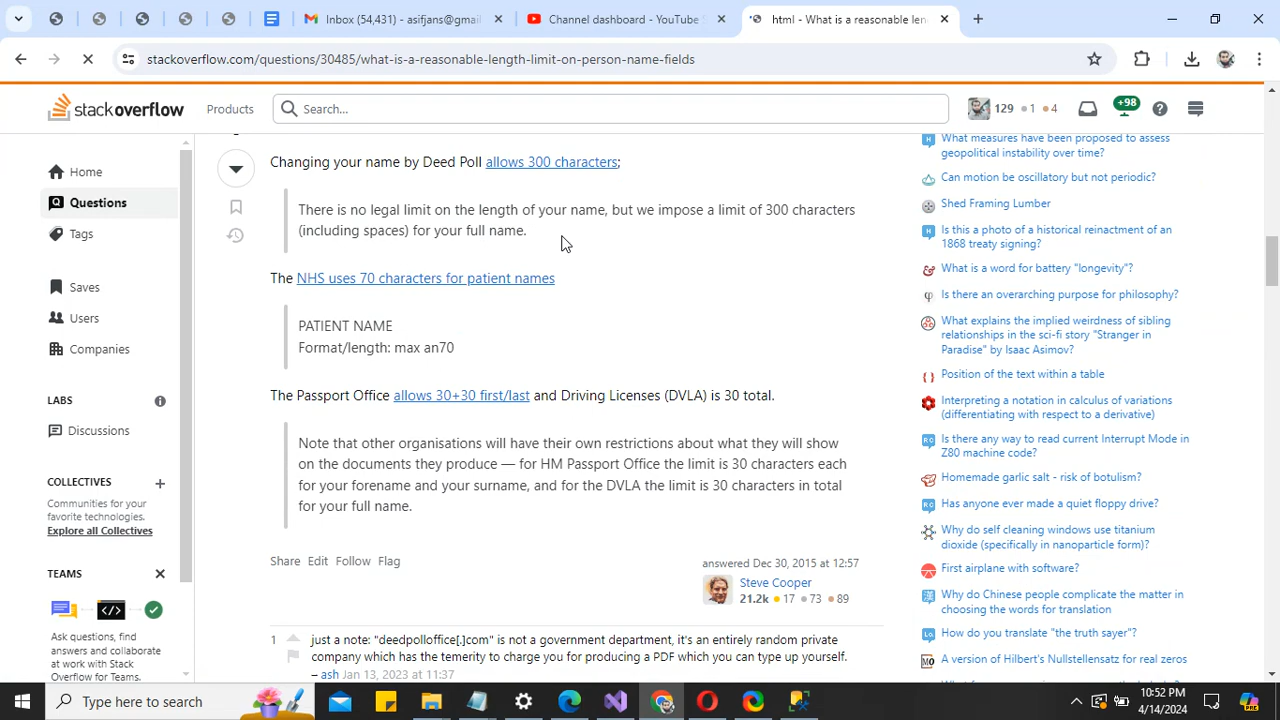 Inbox (54,431) - asifjans@gmail
Channel dashboard - YouTube
html - What is a reasonable len
stackoverflow.com/questions/30485/what-is-a-reasonable-length-limit-on-person-name-fields
stackoverflow
Products
Search...
129 1 4
+98
Home
Questions
Tags
Saves
Users
Companies
LABS
Discussions
COLLECTIVES
Communities for your
favorite technologies.
Explore all Collectives
TEAMS
Ask questions, find
answers and collaborate
at work with Stack
Overflow for Teams.
Changing your name by Deed Poll allows 300 characters;
There is no legal limit on the length of your name, but we impose a limit of 300 characters
(including spaces) for your full name.
The NHS uses 70 characters for patient names
PATIENT NAME
Format/length: max an70
The Passport Office allows 30+30 first/last and Driving Licenses (DVLA) is 30 total.
Note that other organisations will have their own restrictions about what they will show
on the documents they produce — for HM Passport Office the limit is 30 characters each
for your forename and your surname, and for the DVLA the limit is 30 characters in total
for your full name.
Share Edit Follow Flag
answered Dec 30, 2015 at 12:57
Steve Cooper
21.2k 17 73 89
1 just a note: "deedpolloffice[.]com" is not a government department, it's an entirely random private
company which has the temerity to charge you for producing a PDF which you can type up yourself.
– ash Jan 13, 2023 at 11:37
What measures have been proposed to assess
geopolitical instability over time?
Can motion be oscillatory but not periodic?
Shed Framing Lumber
Is this a photo of a historical reinactment of an
1868 treaty signing?
What is a word for battery "longevity"?
Is there an overarching purpose for philosophy?
What explains the implied weirdness of sibling
relationships in the sci-fi story "Stranger in
Paradise" by Isaac Asimov?
Position of the text within a table
Interpreting a notation in calculus of variations
(differentiating with respect to a derivative)
Is there any way to read current Interrupt Mode in
Z80 machine code?
Homemade garlic salt - risk of botulism?
Has anyone ever made a quiet floppy drive?
Why do self cleaning windows use titanium
dioxide (specifically in nanoparticle form)?
First airplane with software?
Why do Chinese people complicate the matter in
choosing the words for translation
How do you translate "the truth sayer"?
A version of Hilbert's Nullstellensatz for real zeros
Type here to search
10:52 PM
4/14/2024